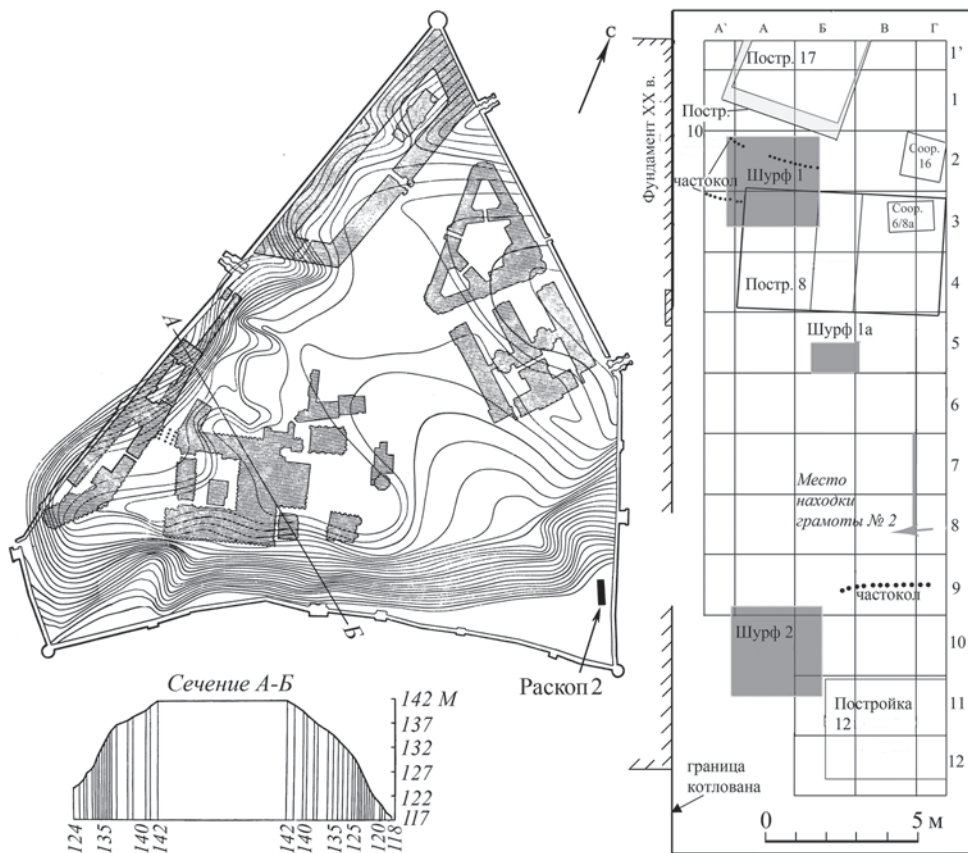 с
А
Б
Раскоп 2
Сечение А-Б
142 М
137
132
127
122
117
124
135
140
142
142
140
135
125
120
118
А` А Б В Г
1'
1
2
3
4
5
6
7
8
9
10
11
12
Фундамент XX в.
Постр. 17
Постр.
10
Соор.
16
Шурф 1
частокол
Соор.
6/8а
Постр. 8
Шурф 1а
Место
находки
грамоты № 2
частокол
Шурф 2
Постройка
12
граница
котлована
0 5 м